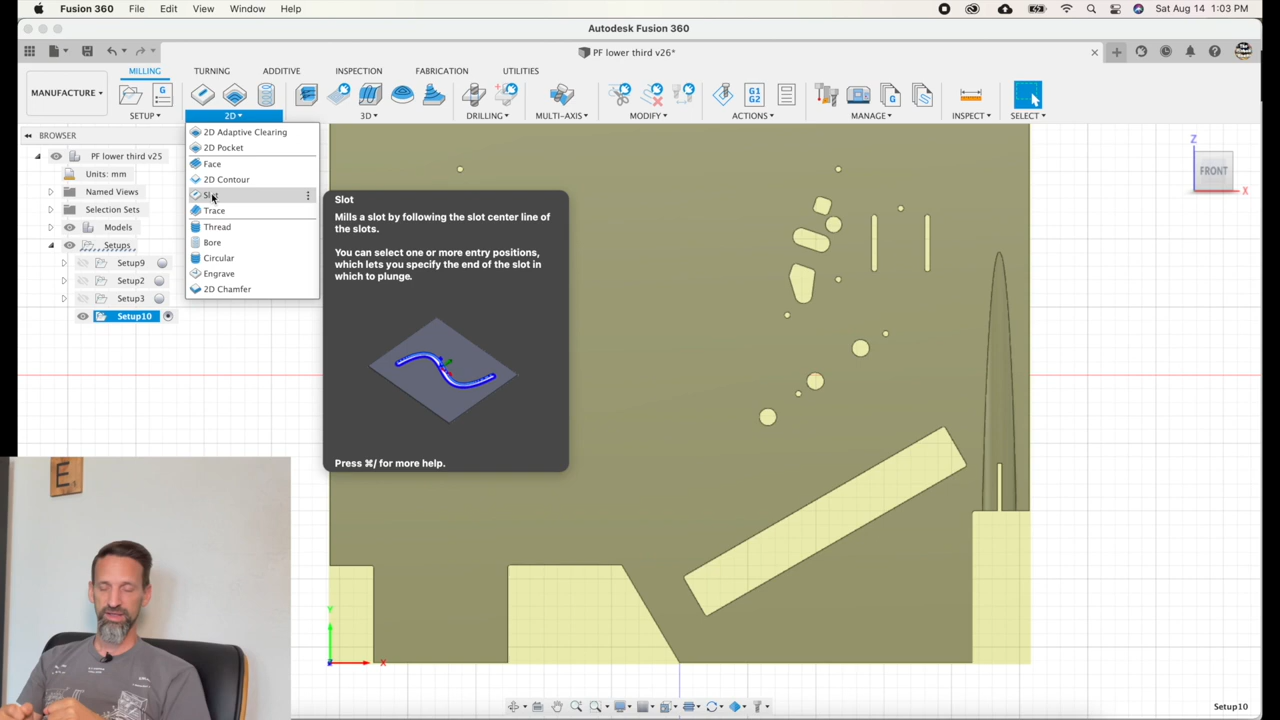 Fusion 360 File Edit View Window Help
Sat Aug 14 1:03 PM
Autodesk Fusion 360
PF lower third v26*
MILLING TURNING ADDITIVE INSPECTION FABRICATION UTILITIES
MANUFACTURE
SETUP 2D 3D DRILLING MULTI-AXIS MODIFY ACTIONS MANAGE INSPECT SELECT
G
G1
G2
BROWSER
PF lower third v25
Units: mm
Named Views
Selection Sets
Models
Setups
Setup9
Setup2
Setup3
Setup10
2D Adaptive Clearing
2D Pocket
Face
2D Contour
Slot
Trace
Thread
Bore
Circular
Engrave
2D Chamfer
Slot
Mills a slot by following the slot center line of
the slots.
You can select one or more entry positions,
which lets you specify the end of the slot in
which to plunge.
Press ⌘/ for more help.
Z
FRONT
X
Y
X
E
Setup10